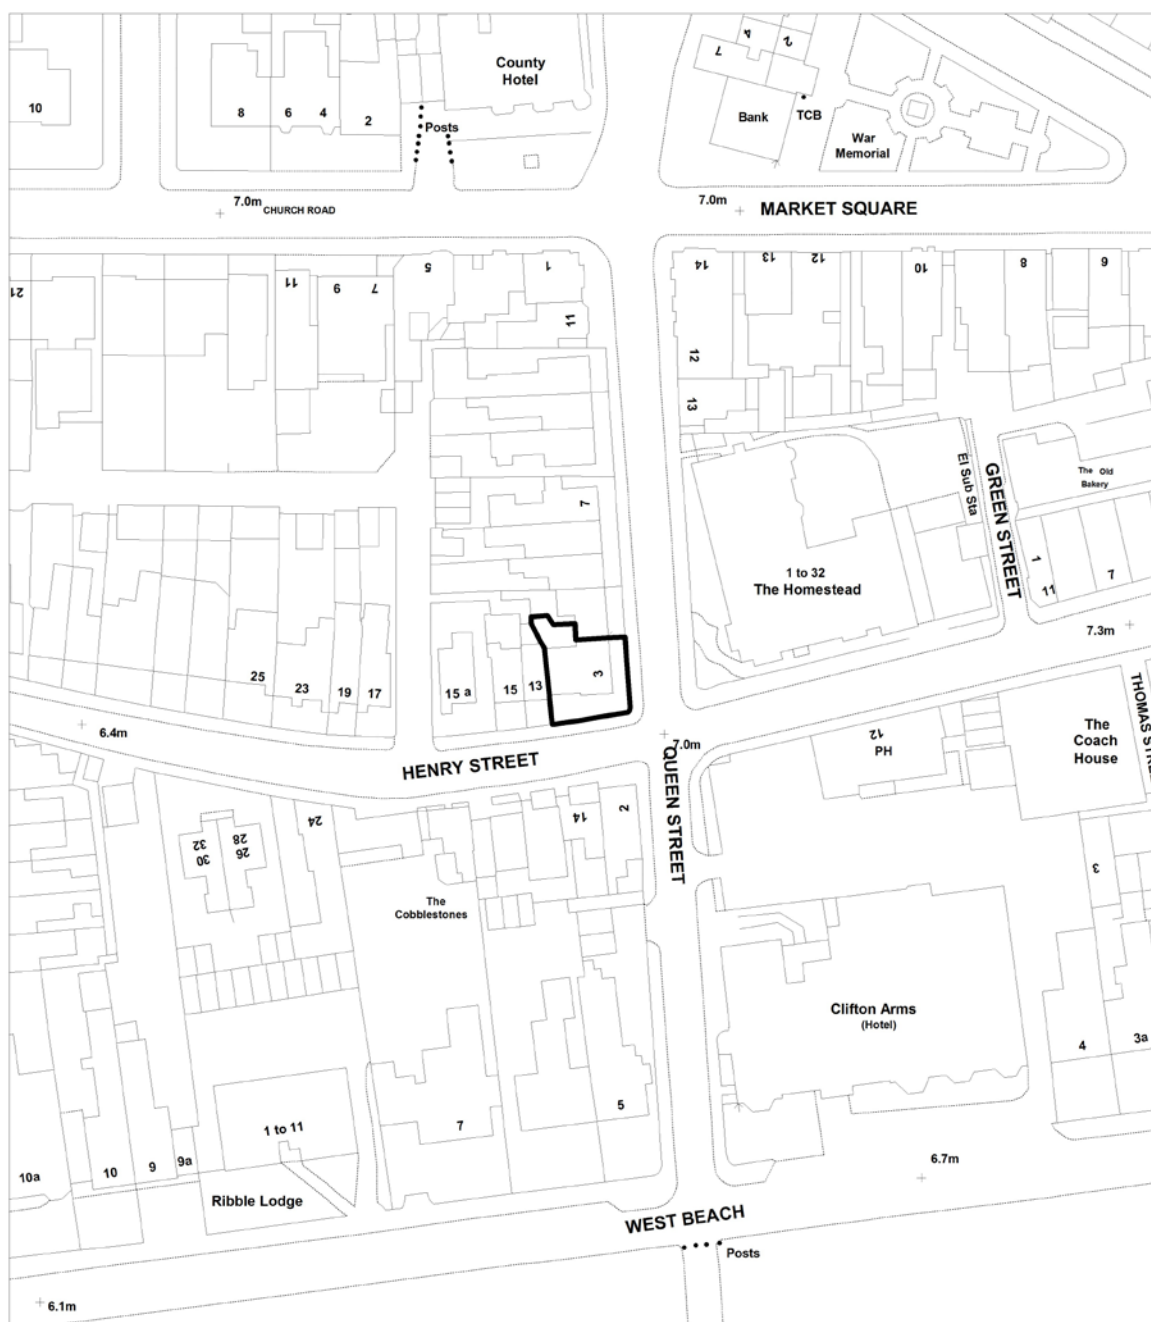 County
Hotel
10
8
6
4
2
Posts
7
4
2
Bank
TCB
War
Memorial
7.0m
CHURCH ROAD
7.0m
MARKET SQUARE
21
11
9
7
5
1
11
14
13
12
10
8
6
12
13
7
El Sub Sta
GREEN STREET
The Old
Bakery
1 to 32
The Homestead
1
11
7
7.3m
25
23
19
17
15 a
15
13
3
6.4m
HENRY STREET
7.0m
QUEEN STREET
12
PH
The
Coach
House
THOMAS STRE
32
30
28
26
24
14
2
The
Cobblestones
3
Clifton Arms
(Hotel)
4
3a
5
7
1 to 11
10a
10
9
9a
Ribble Lodge
6.7m
WEST BEACH
Posts
6.1m